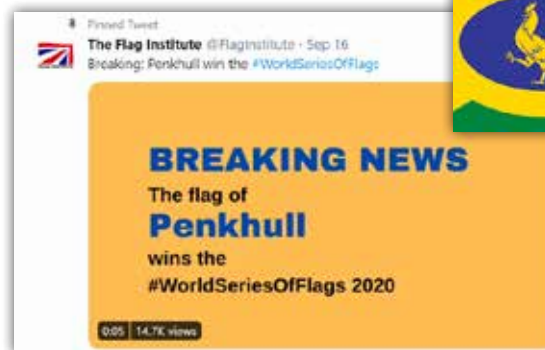 Pinned Tweet
The Flag Institute @FlagInstitute · Sep 16
Breaking: Penkhull win the #WorldSeriesOfFlags
BREAKING NEWS
The flag of
Penkhull
wins the
#WorldSeriesOfFlags 2020
0:05 14.7K views